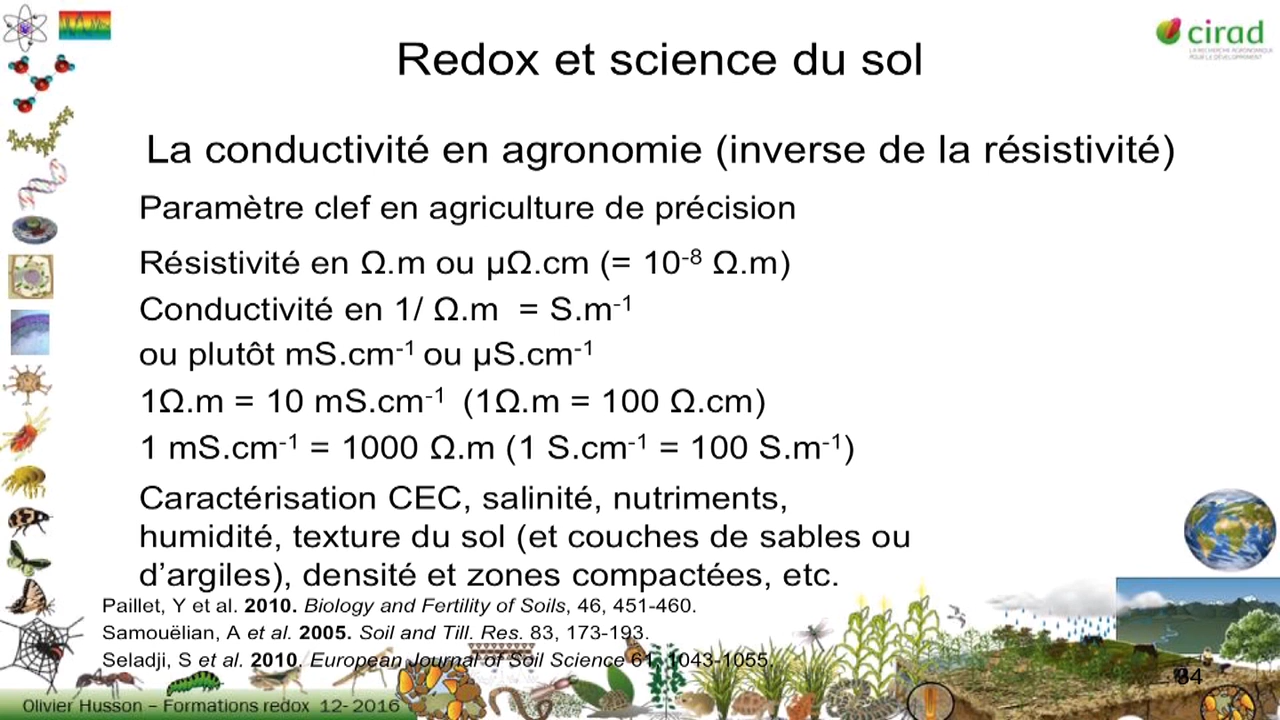 cirad
LA RECHERCHE AGRONOMIQUE
POUR LE DÉVELOPPEMENT
Redox et science du sol
La conductivité en agronomie (inverse de la résistivité)
Paramètre clef en agriculture de précision
Résistivité en Ω.m ou µΩ.cm (= 10⁻⁸ Ω.m)
Conductivité en 1/ Ω.m = S.m⁻¹
ou plutôt mS.cm⁻¹ ou µS.cm⁻¹
1Ω.m = 10 mS.cm⁻¹ (1Ω.m = 100 Ω.cm)
1 mS.cm⁻¹ = 1000 Ω.m (1 S.cm⁻¹ = 100 S.m⁻¹)
Caractérisation CEC, salinité, nutriments,
humidité, texture du sol (et couches de sables ou
d’argiles), densité et zones compactées, etc.
Paillet, Y et al. 2010. Biology and Fertility of Soils, 46, 451-460.
Samouëlian, A et al. 2005. Soil and Till. Res. 83, 173-193.
Seladji, S et al. 2010. European Journal of Soil Science 61, 1043-1055.
Olivier Husson – Formations redox 12- 2016